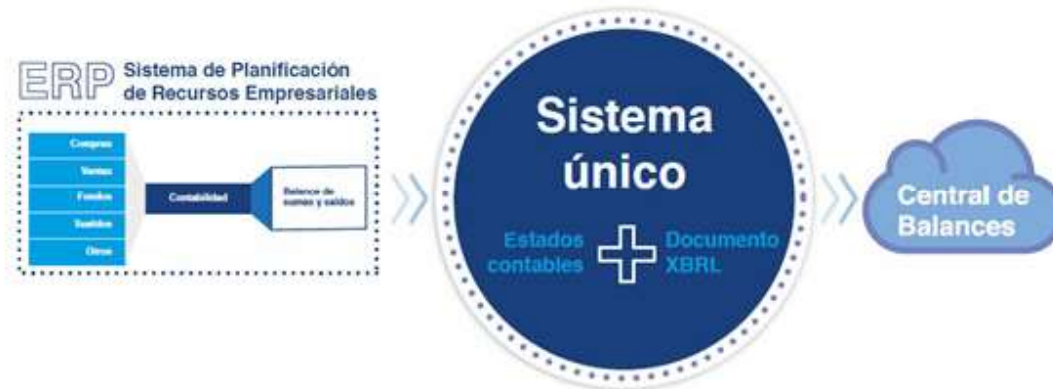 ERP Sistema de Planificación
de Recursos Empresariales
Compras
Ventas
Fondos
Sueldos
Otros
Contabilidad
Balance de
sumas y saldos
Sistema
único
Estados
contables
Documento
XBRL
Central de
Balances